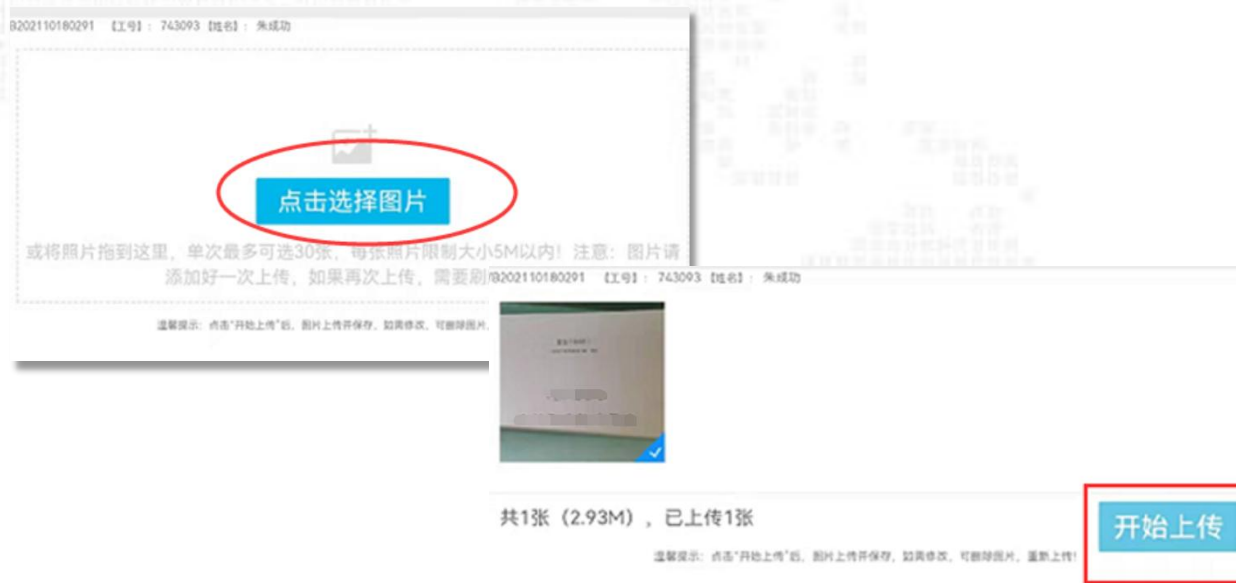 B202110180291 【工号】: 743093 【姓名】: 朱成功
点击选择图片
或将照片拖到这里，单次最多可选30张，每张照片限制大小5M以内！注意：图片请
添加好一次上传，如果再次上传，需要刷
温馨提示：点击“开始上传”后，图片上传并保存，如需修改，可删除图片，
B202110180291 【工号】: 743093 【姓名】: 朱成功
共1张（2.93M），已上传1张
开始上传
温馨提示：点击“开始上传”后，图片上传并保存，如需修改，可删除图片，重新上传！